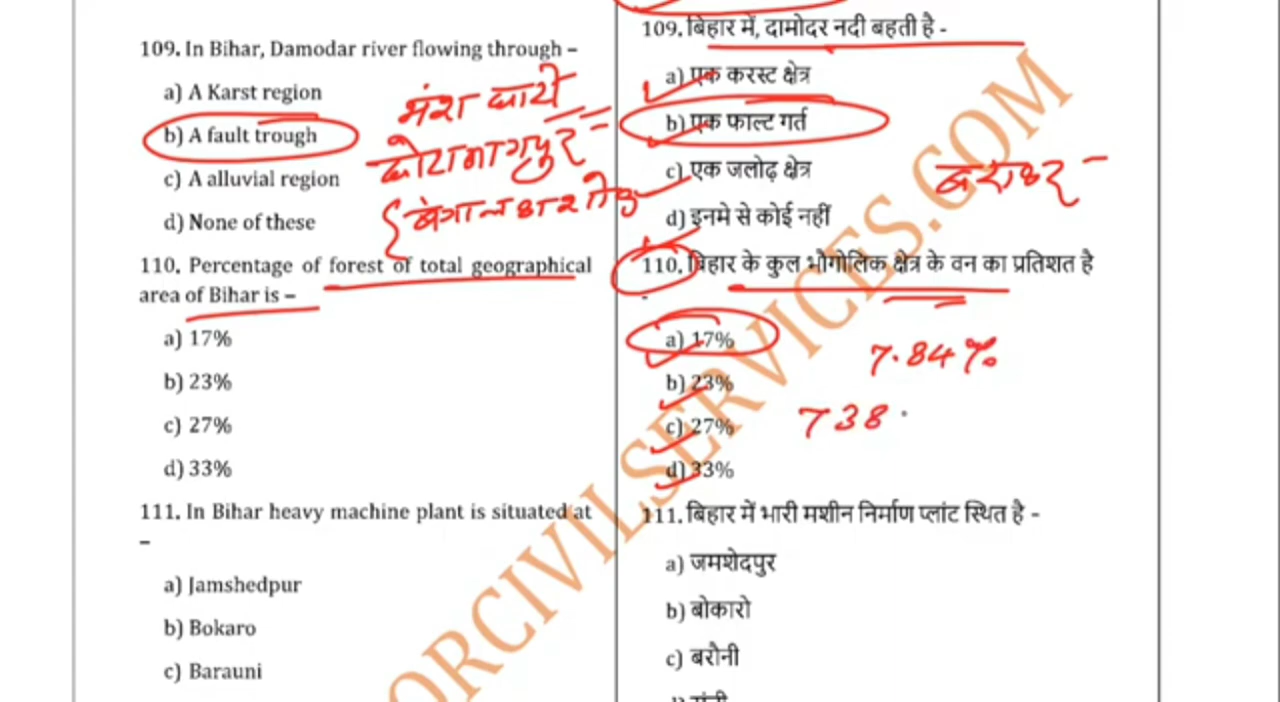 109. In Bihar, Damodar river flowing through –
a) A Karst region
b) A fault trough
c) A alluvial region
d) None of these
110. Percentage of forest of total geographical
area of Bihar is –
a) 17%
b) 23%
c) 27%
d) 33%
111. In Bihar heavy machine plant is situated at
–
a) Jamshedpur
b) Bokaro
c) Barauni
घाटी
छोटानागपुर
109. बिहार में, दामोदर नदी बहती है -
a) एक करस्ट क्षेत्र
b) एक फाल्ट गर्त
c) एक जलोढ़ क्षेत्र
d) इनमे से कोई नहीं
बराकर
110. बिहार के कुल भौगोलिक क्षेत्र के वन का प्रतिशत है
-
a) 17%
b) 23%
c) 27%
d) 33%
7.84%
738
111. बिहार में भारी मशीन निर्माण प्लांट स्थित है -
a) जमशेदपुर
b) बोकारो
c) बरौनी
ORCIVILSERVICES.COM